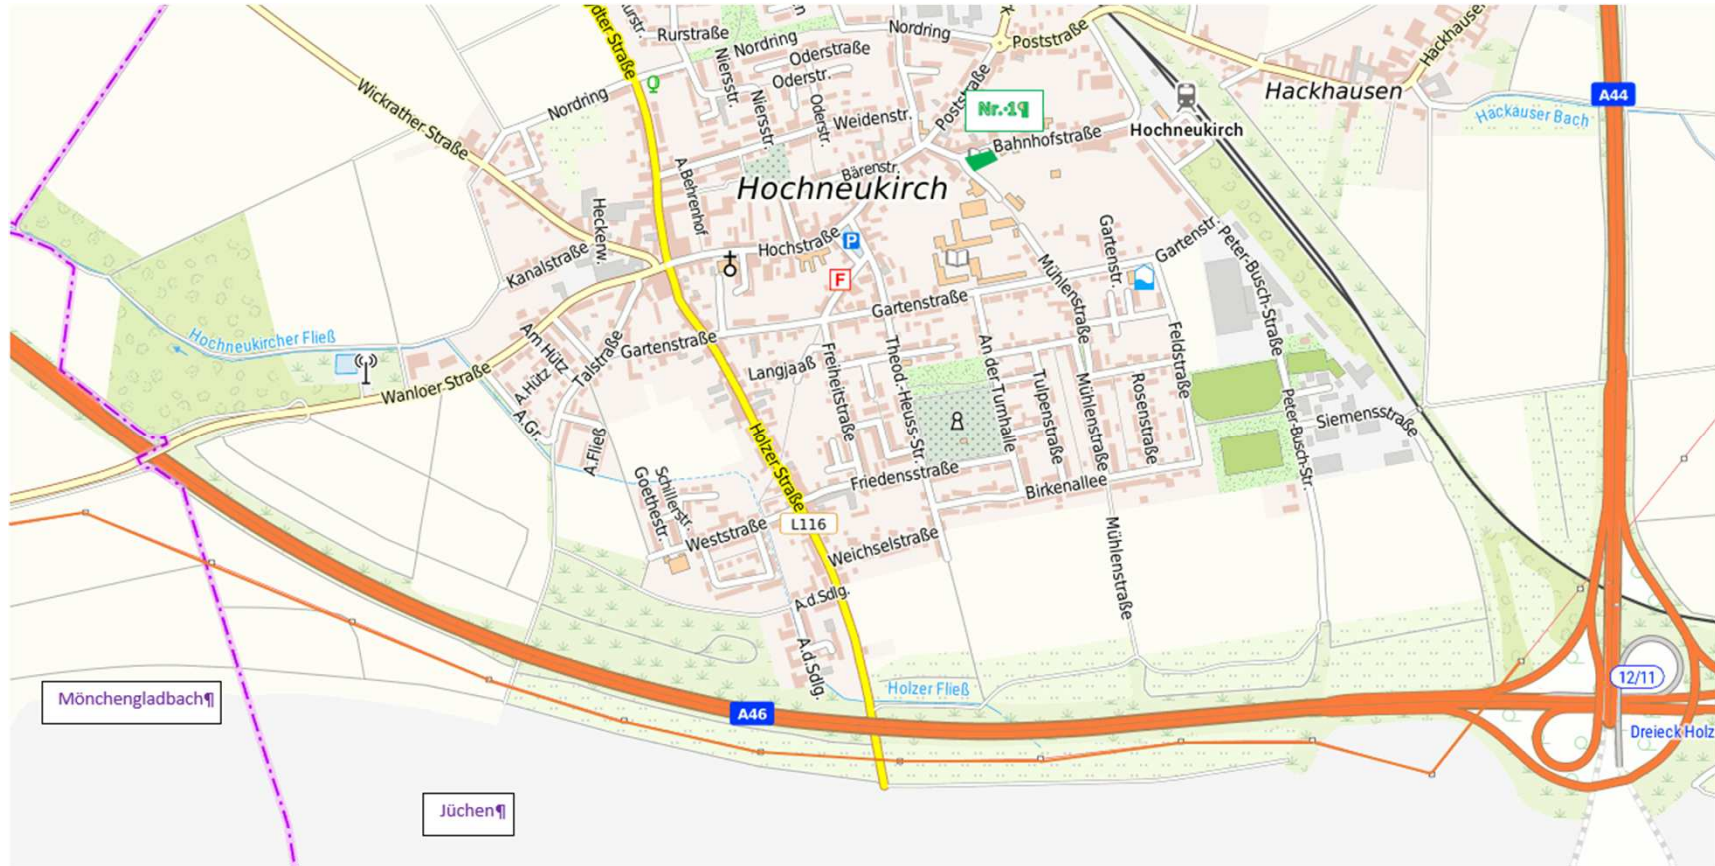 Rurstraße
Nordring
Nordring
Poststraße
Oderstraße
Oderstr.
Niersstr.
Niersstr.
Oderstr.
Hackhausen
A44
Hackauser Bach
Wickrather Straße
Nordring
Weidenstr.
Poststraße
Nr.·1¶
Bahnhofstraße
Hochneukirch
Bärenstr.
Hochneukirch
A.Behrenhof
Heckenw.
Hochstraße
P
F
Kanalstraße
Gartenstr.
Gartenstr.
Peter-Busch-Straße
Mühlenstraße
Gartenstraße
Hochneukircher Fließ
Am Hütz
A.Hütz
Talstraße
Gartenstraße
Langjaaß
Freiheitstraße
Theod.-Heuss-Str.
An der Turnhalle
Tulpenstraße
Mühlenstraße
Rosenstraße
Feldstraße
Peter-Busch-Str.
Siemensstraße
Wanloer Straße
A.Gr.
A.Fließ
Holzer Straße
Friedensstraße
Birkenallee
Schillerstr.
Goethestr.
Weststraße
L116
Weichselstraße
Mühlenstraße
A.d.Sdlg.
A.d.Sdlg.
Holzer Fließ
A46
12/11
Dreieck Holz
Mönchengladbach¶
Jüchen¶